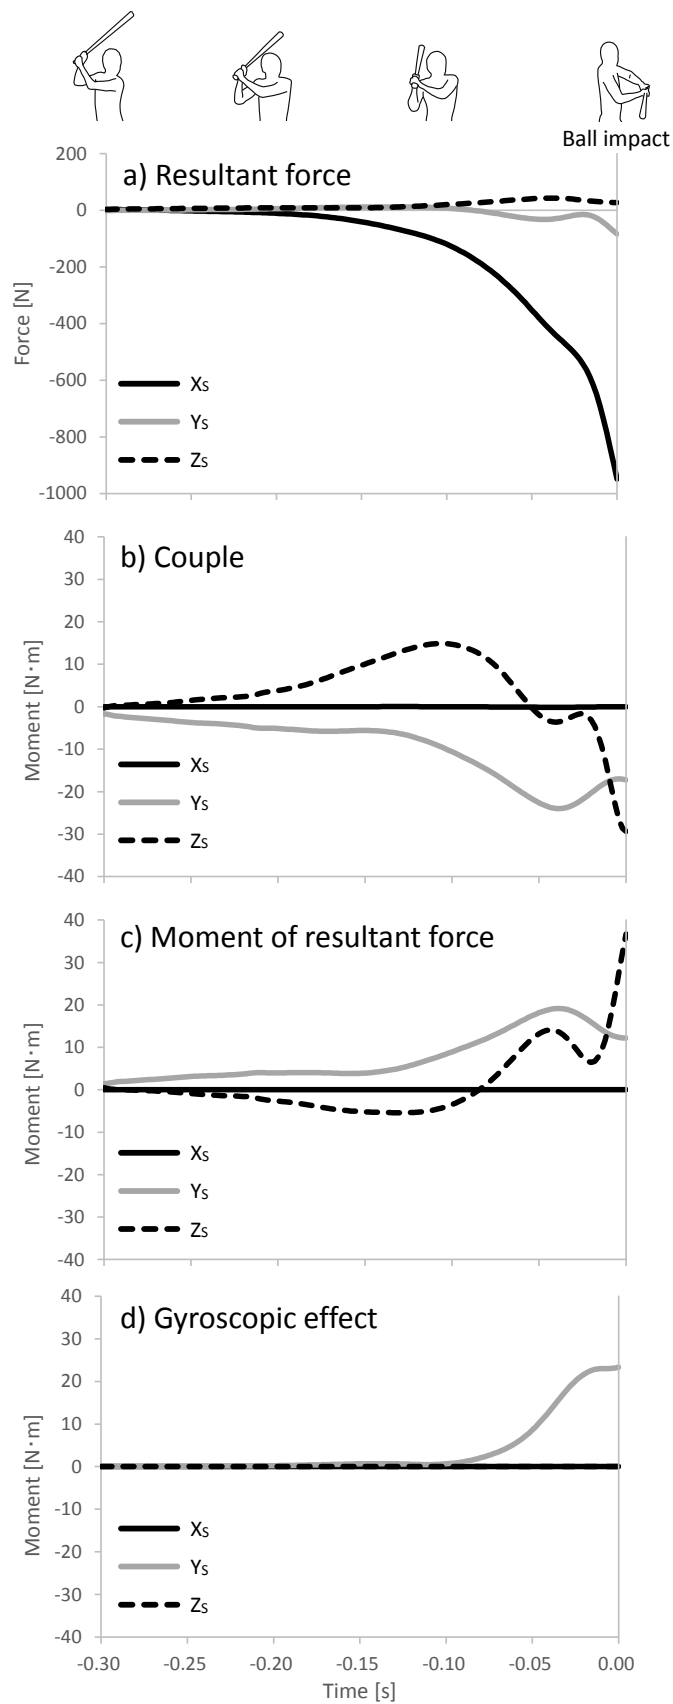 Ball impact
a) Resultant force
200
0
-200
-400
-600
-800
-1000
Force [N]
Xs
Ys
Zs
b) Couple
40
30
20
10
0
-10
-20
-30
-40
Moment [N·m]
Xs
Ys
Zs
c) Moment of resultant force
40
30
20
10
0
-10
-20
-30
-40
Moment [N·m]
Xs
Ys
Zs
d) Gyroscopic effect
40
30
20
10
0
-10
-20
-30
-40
Moment [N·m]
Xs
Ys
Zs
-0.30 -0.25 -0.20 -0.15 -0.10 -0.05 0.00
Time [s]